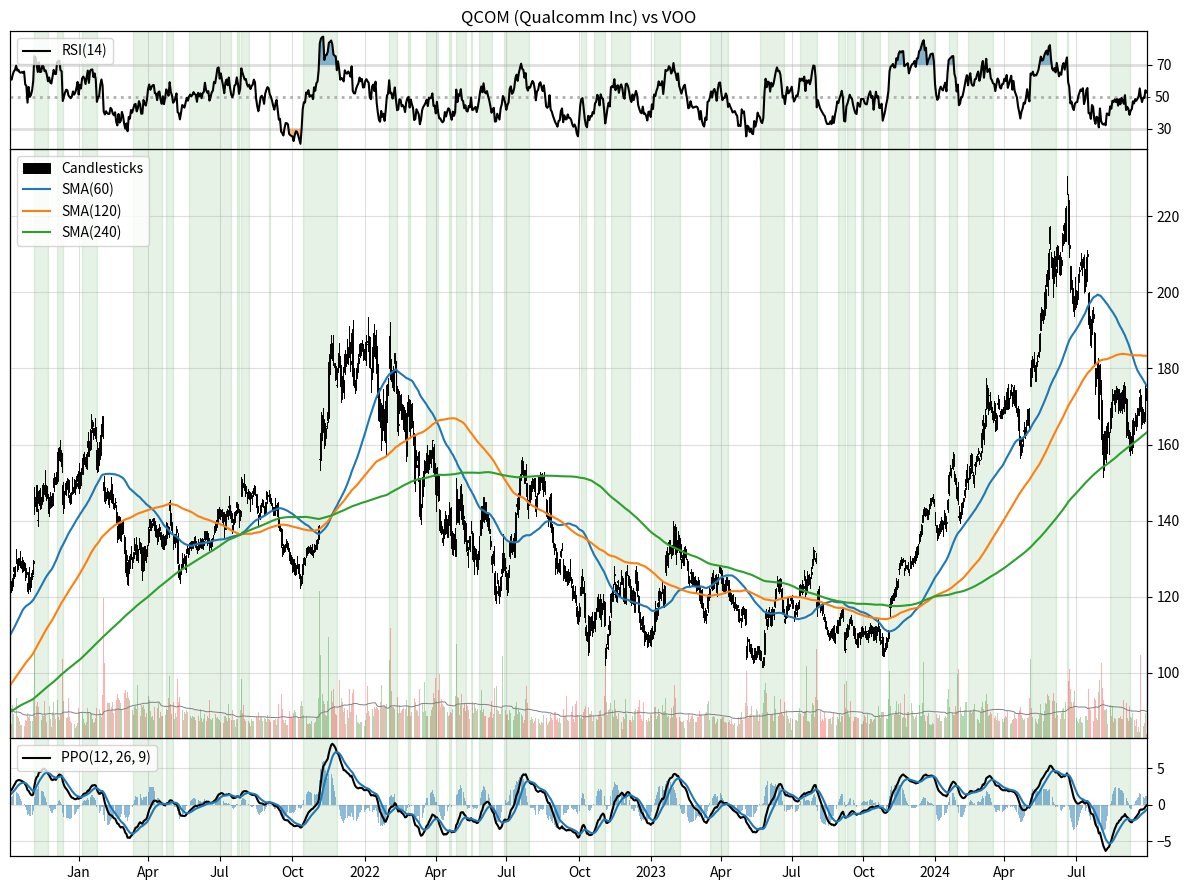 QCOM (Qualcomm Inc) vs VOO
RSI(14)
70
50
30
Candlesticks
SMA(60)
SMA(120)
SMA(240)
220
200
180
160
140
120
100
PPO(12, 26, 9)
5
0
−5
Jan Apr Jul Oct 2022 Apr Jul Oct 2023 Apr Jul Oct 2024 Apr Jul